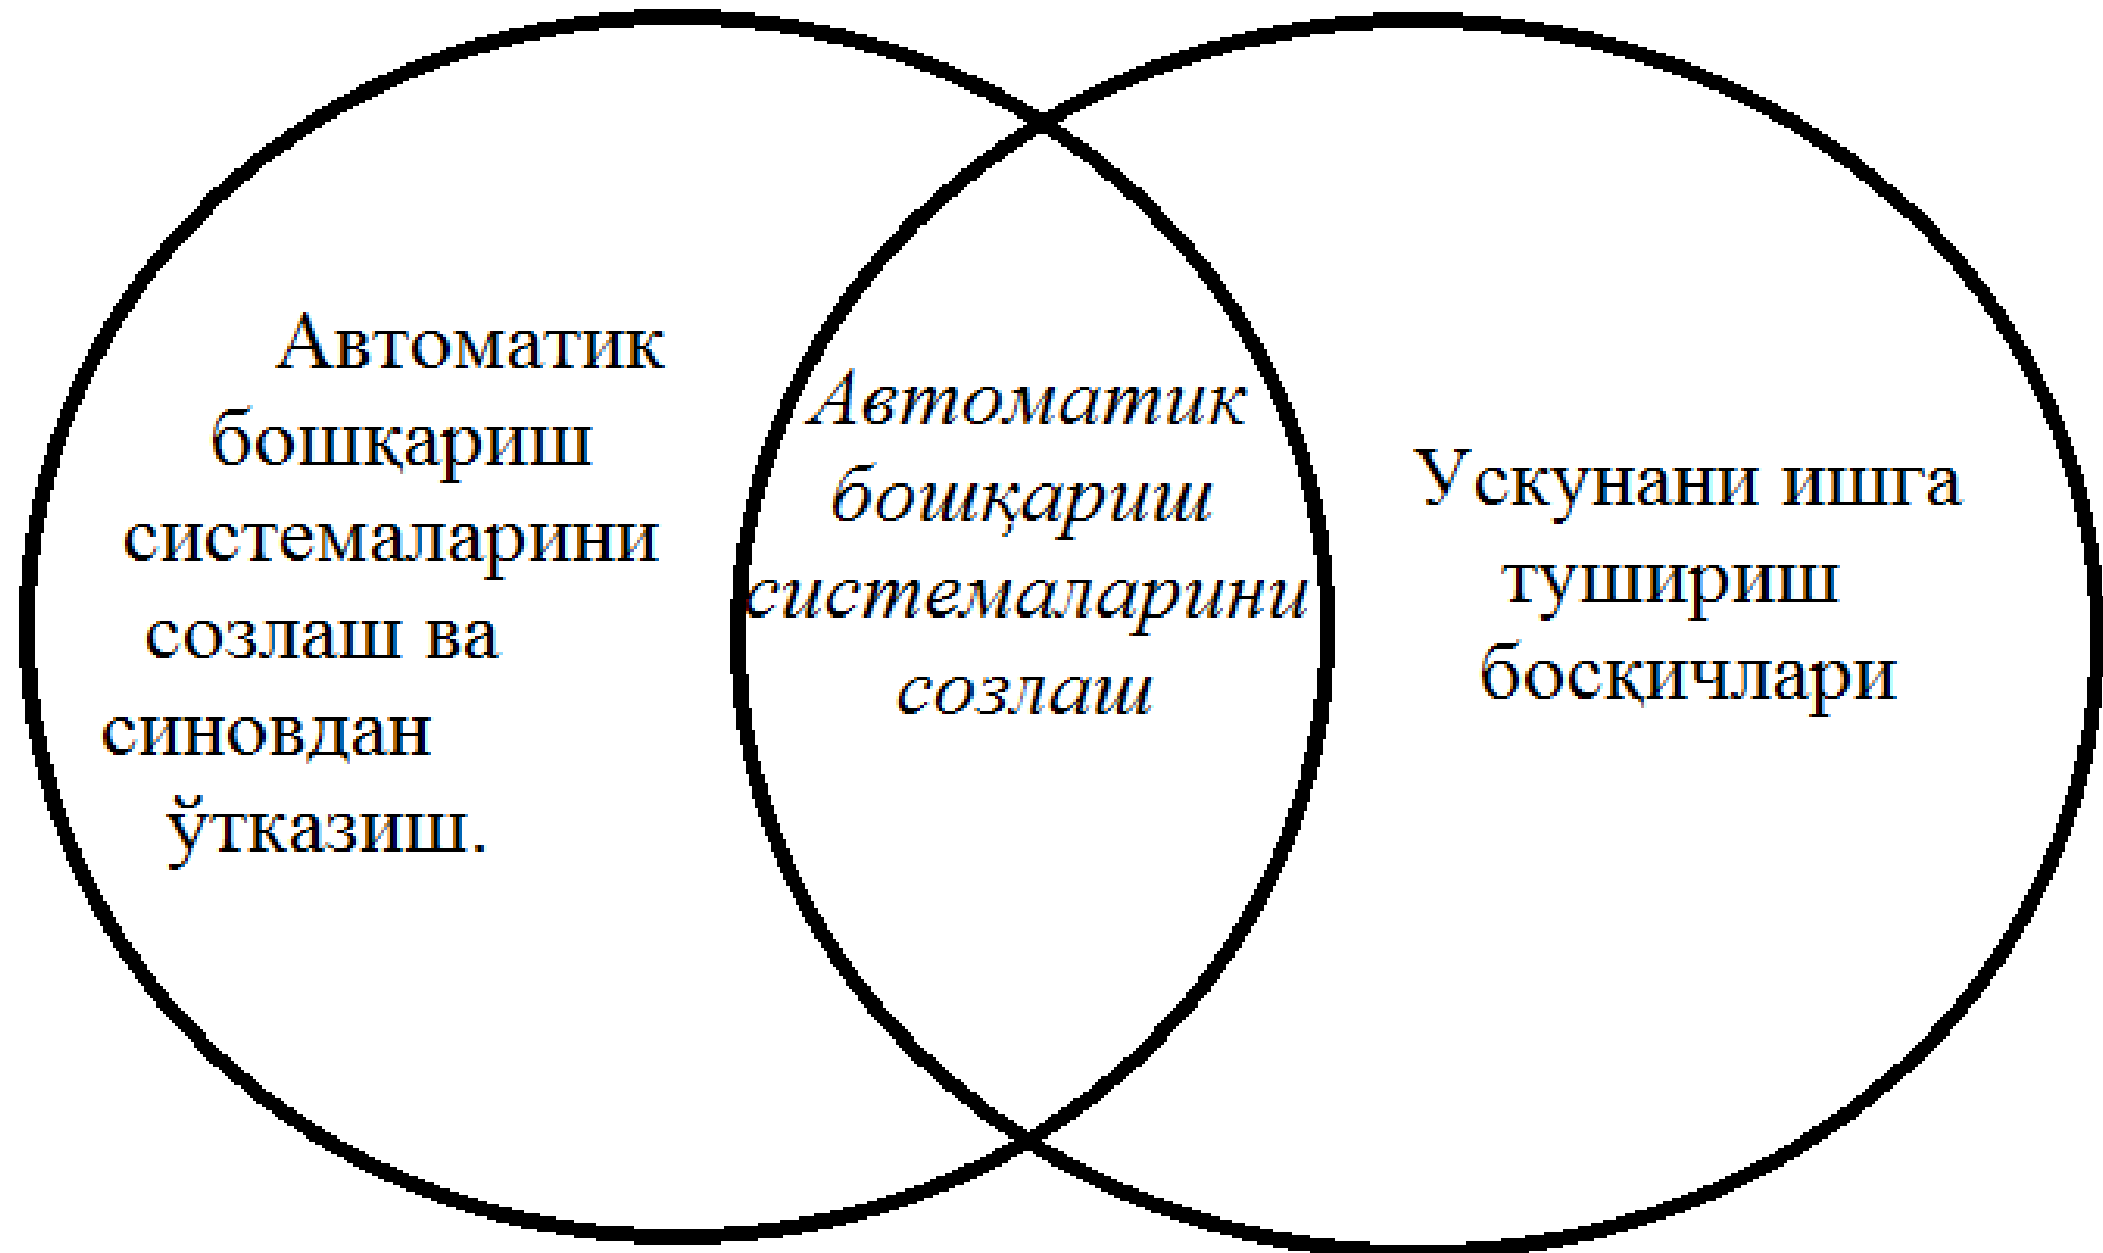 Автоматик
бошқариш
системаларини
созлаш ва
синовдан
ўтказиш.
Автоматик
бошқариш
системаларини
созлаш
Ускунани ишга
тушириш
босқичлари